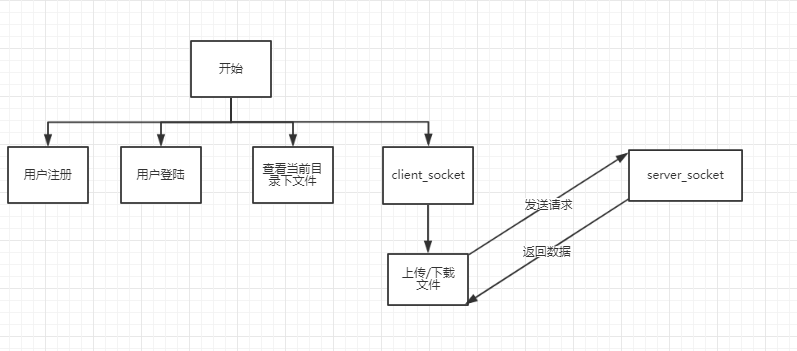 开始
用户注册
用户登陆
查看当前目
录下文件
client_socket
server_socket
发送请求
返回数据
上传/下载
文件